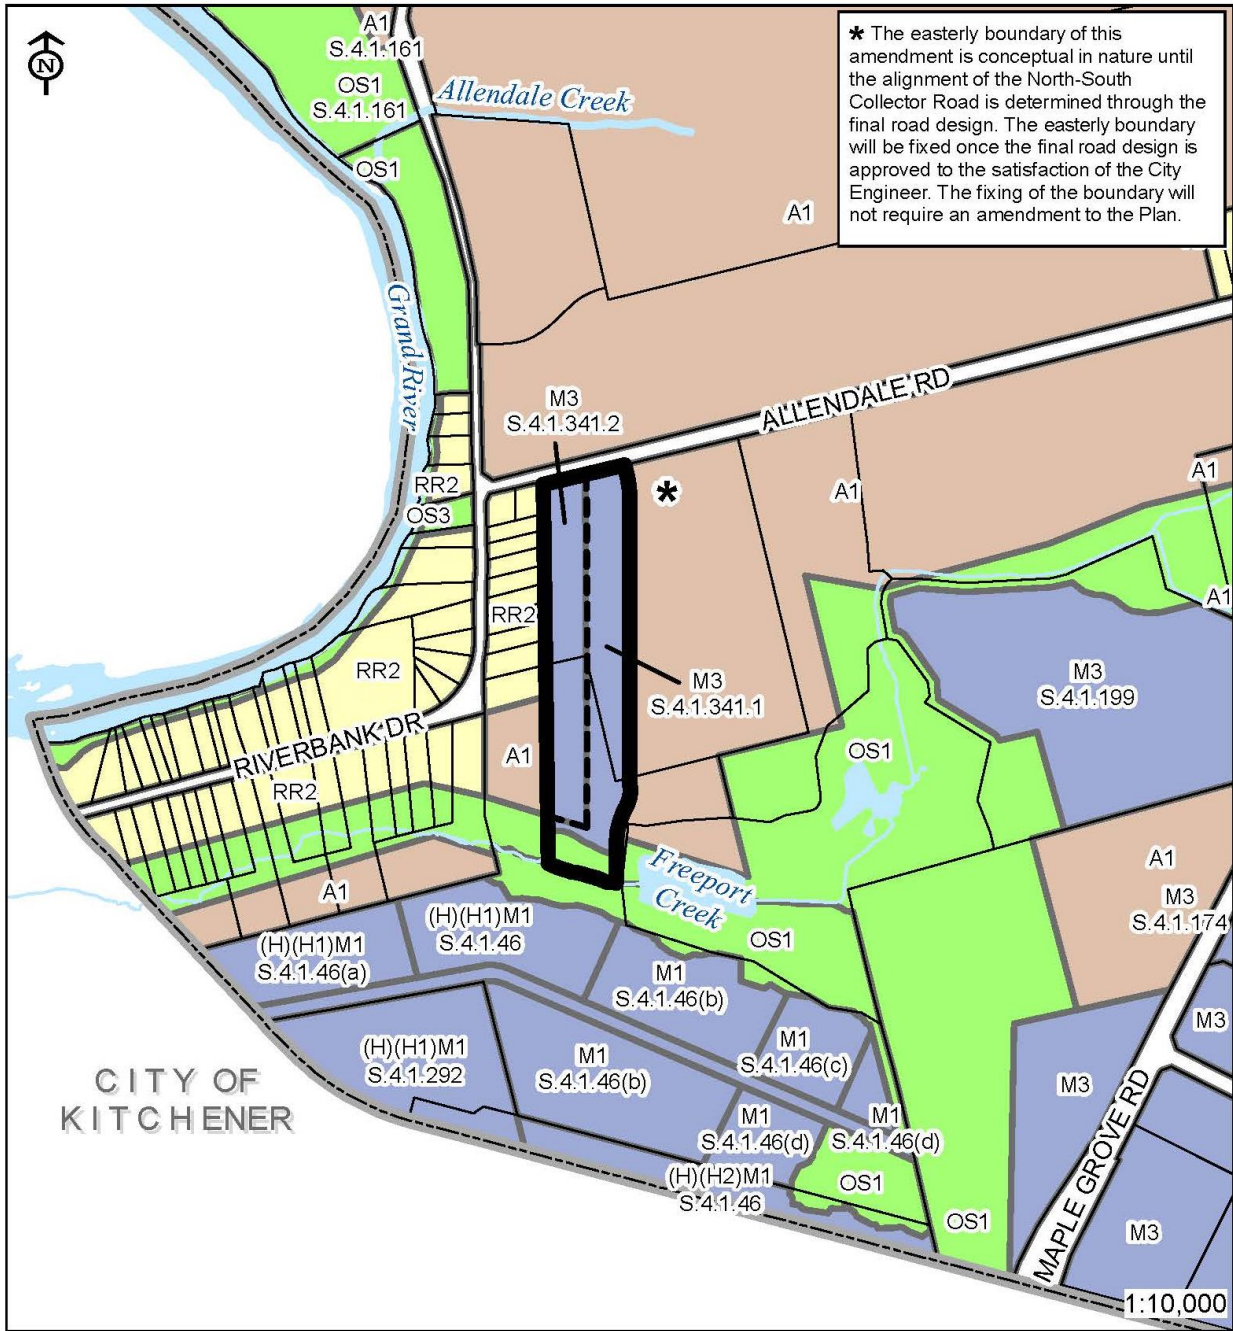 N
A1
S.4.1.161
OS1
S.4.1.161
Allendale Creek
OS1
* The easterly boundary of this
amendment is conceptual in nature until
the alignment of the North-South
Collector Road is determined through the
final road design. The easterly boundary
will be fixed once the final road design is
approved to the satisfaction of the City
Engineer. The fixing of the boundary will
not require an amendment to the Plan.
A1
Grand River
M3
S.4.1.341.2
ALLENDALE RD
RR2
OS3
*
A1
A1
A1
RR2
RR2
M3
S.4.1.341.1
M3
S.4.1.199
RIVERBANK DR
A1
OS1
RR2
A1
Freeport
Creek
A1
M3
S.4.1.174
(H)(H1)M1
S.4.1.46(a)
(H)(H1)M1
S.4.1.46
OS1
M1
S.4.1.46(b)
M3
(H)(H1)M1
S.4.1.292
M1
S.4.1.46(b)
M1
S.4.1.46(c)
M3
CITY OF
KITCHENER
M1
S.4.1.46(d)
M1
S.4.1.46(d)
(H)(H2)M1
S.4.1.46
OS1
OS1
MAPLE GROVE RD
M3
1:10,000